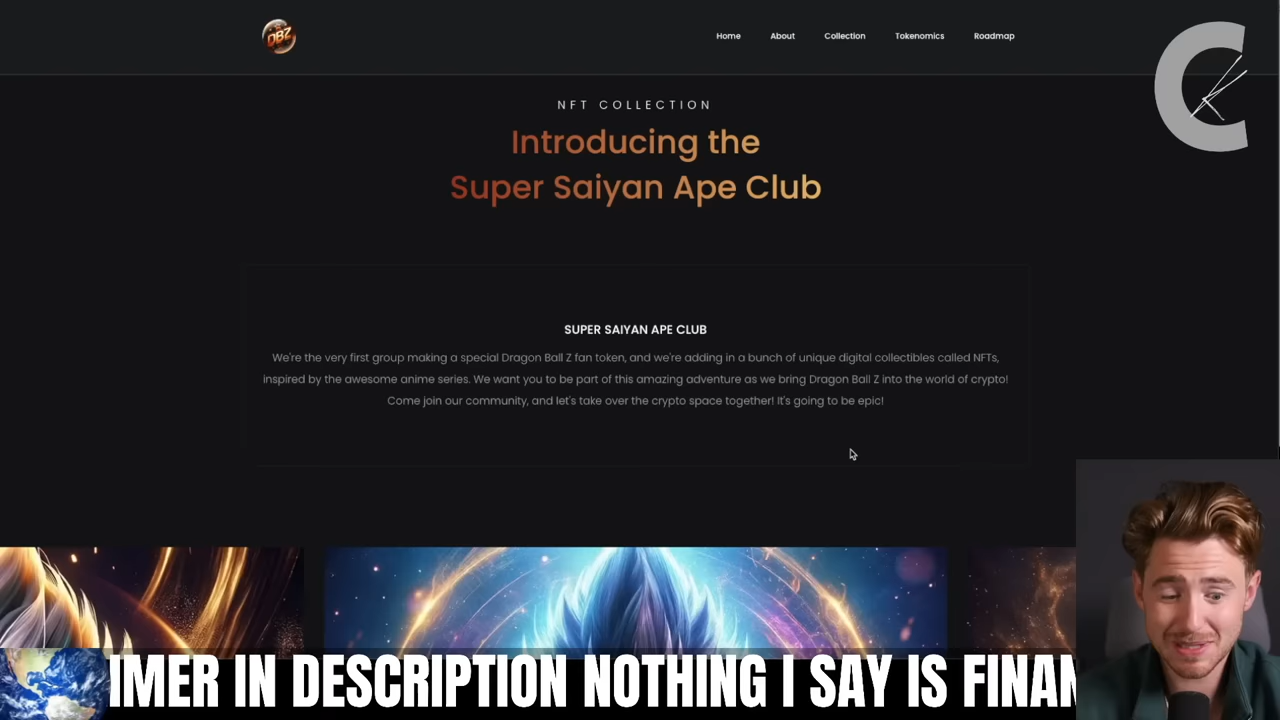 DBZ
Home
About
Collection
Tokenomics
Roadmap
NFT COLLECTION
Introducing the
Super Saiyan Ape Club
SUPER SAIYAN APE CLUB
We're the very first group making a special Dragon Ball Z fan token, and we're adding in a bunch of unique digital collectibles called NFTs,
inspired by the awesome anime series. We want you to be part of this amazing adventure as we bring Dragon Ball Z into the world of crypto!
Come join our community, and let's take over the crypto space together! It's going to be epic!
IMER IN DESCRIPTION NOTHING I SAY IS FINAN